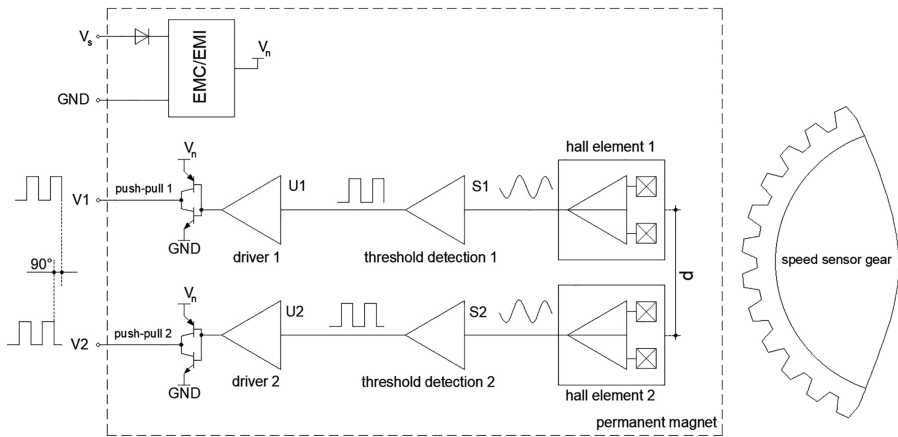 Vs
EMC/EMI
Vn
GND
hall element 1
Vn
V1
push-pull 1
U1
S1
GND
driver 1
threshold detection 1
90°
d
speed sensor gear
Vn
U2
S2
V2
push-pull 2
GND
driver 2
threshold detection 2
hall element 2
permanent magnet